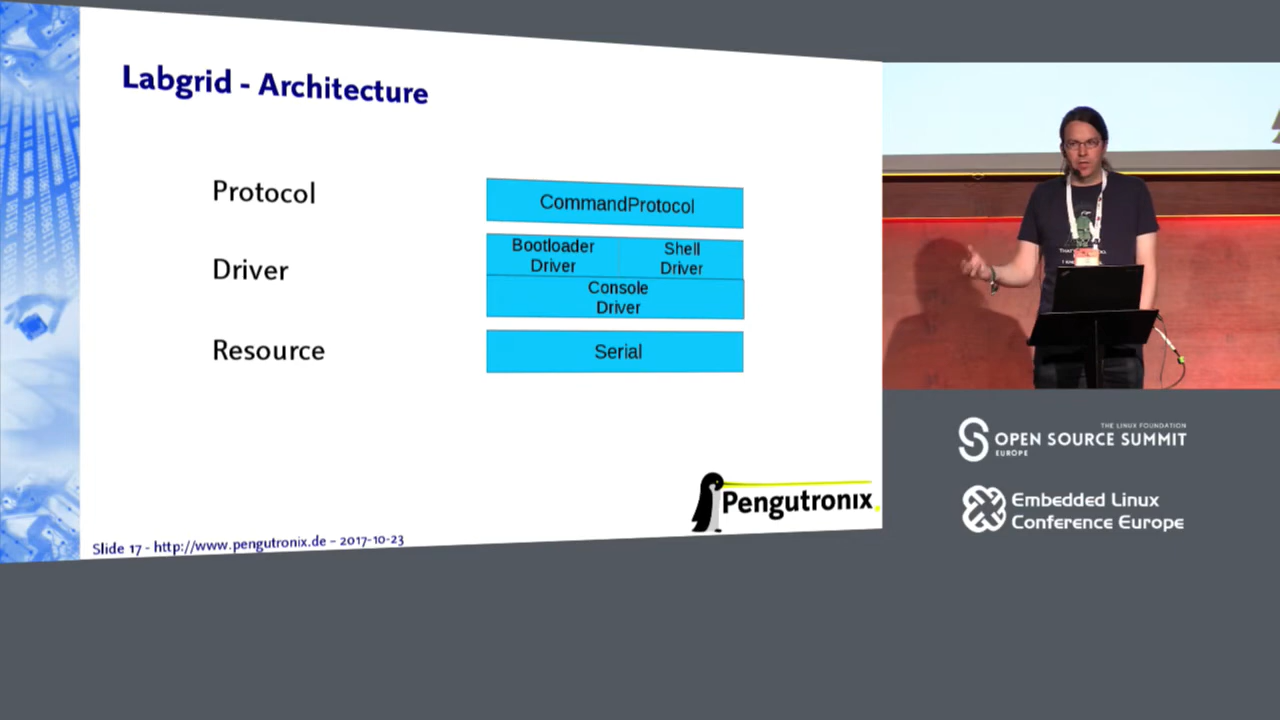 Labgrid - Architecture
Protocol
CommandProtocol
Driver
Bootloader
Driver
Shell
Driver
Console
Driver
Resource
Serial
Pengutronix
Slide 17 - http://www.pengutronix.de – 2017-10-23
THE LINUX FOUNDATION
OPEN SOURCE SUMMIT
EUROPE
Embedded Linux
Conference Europe